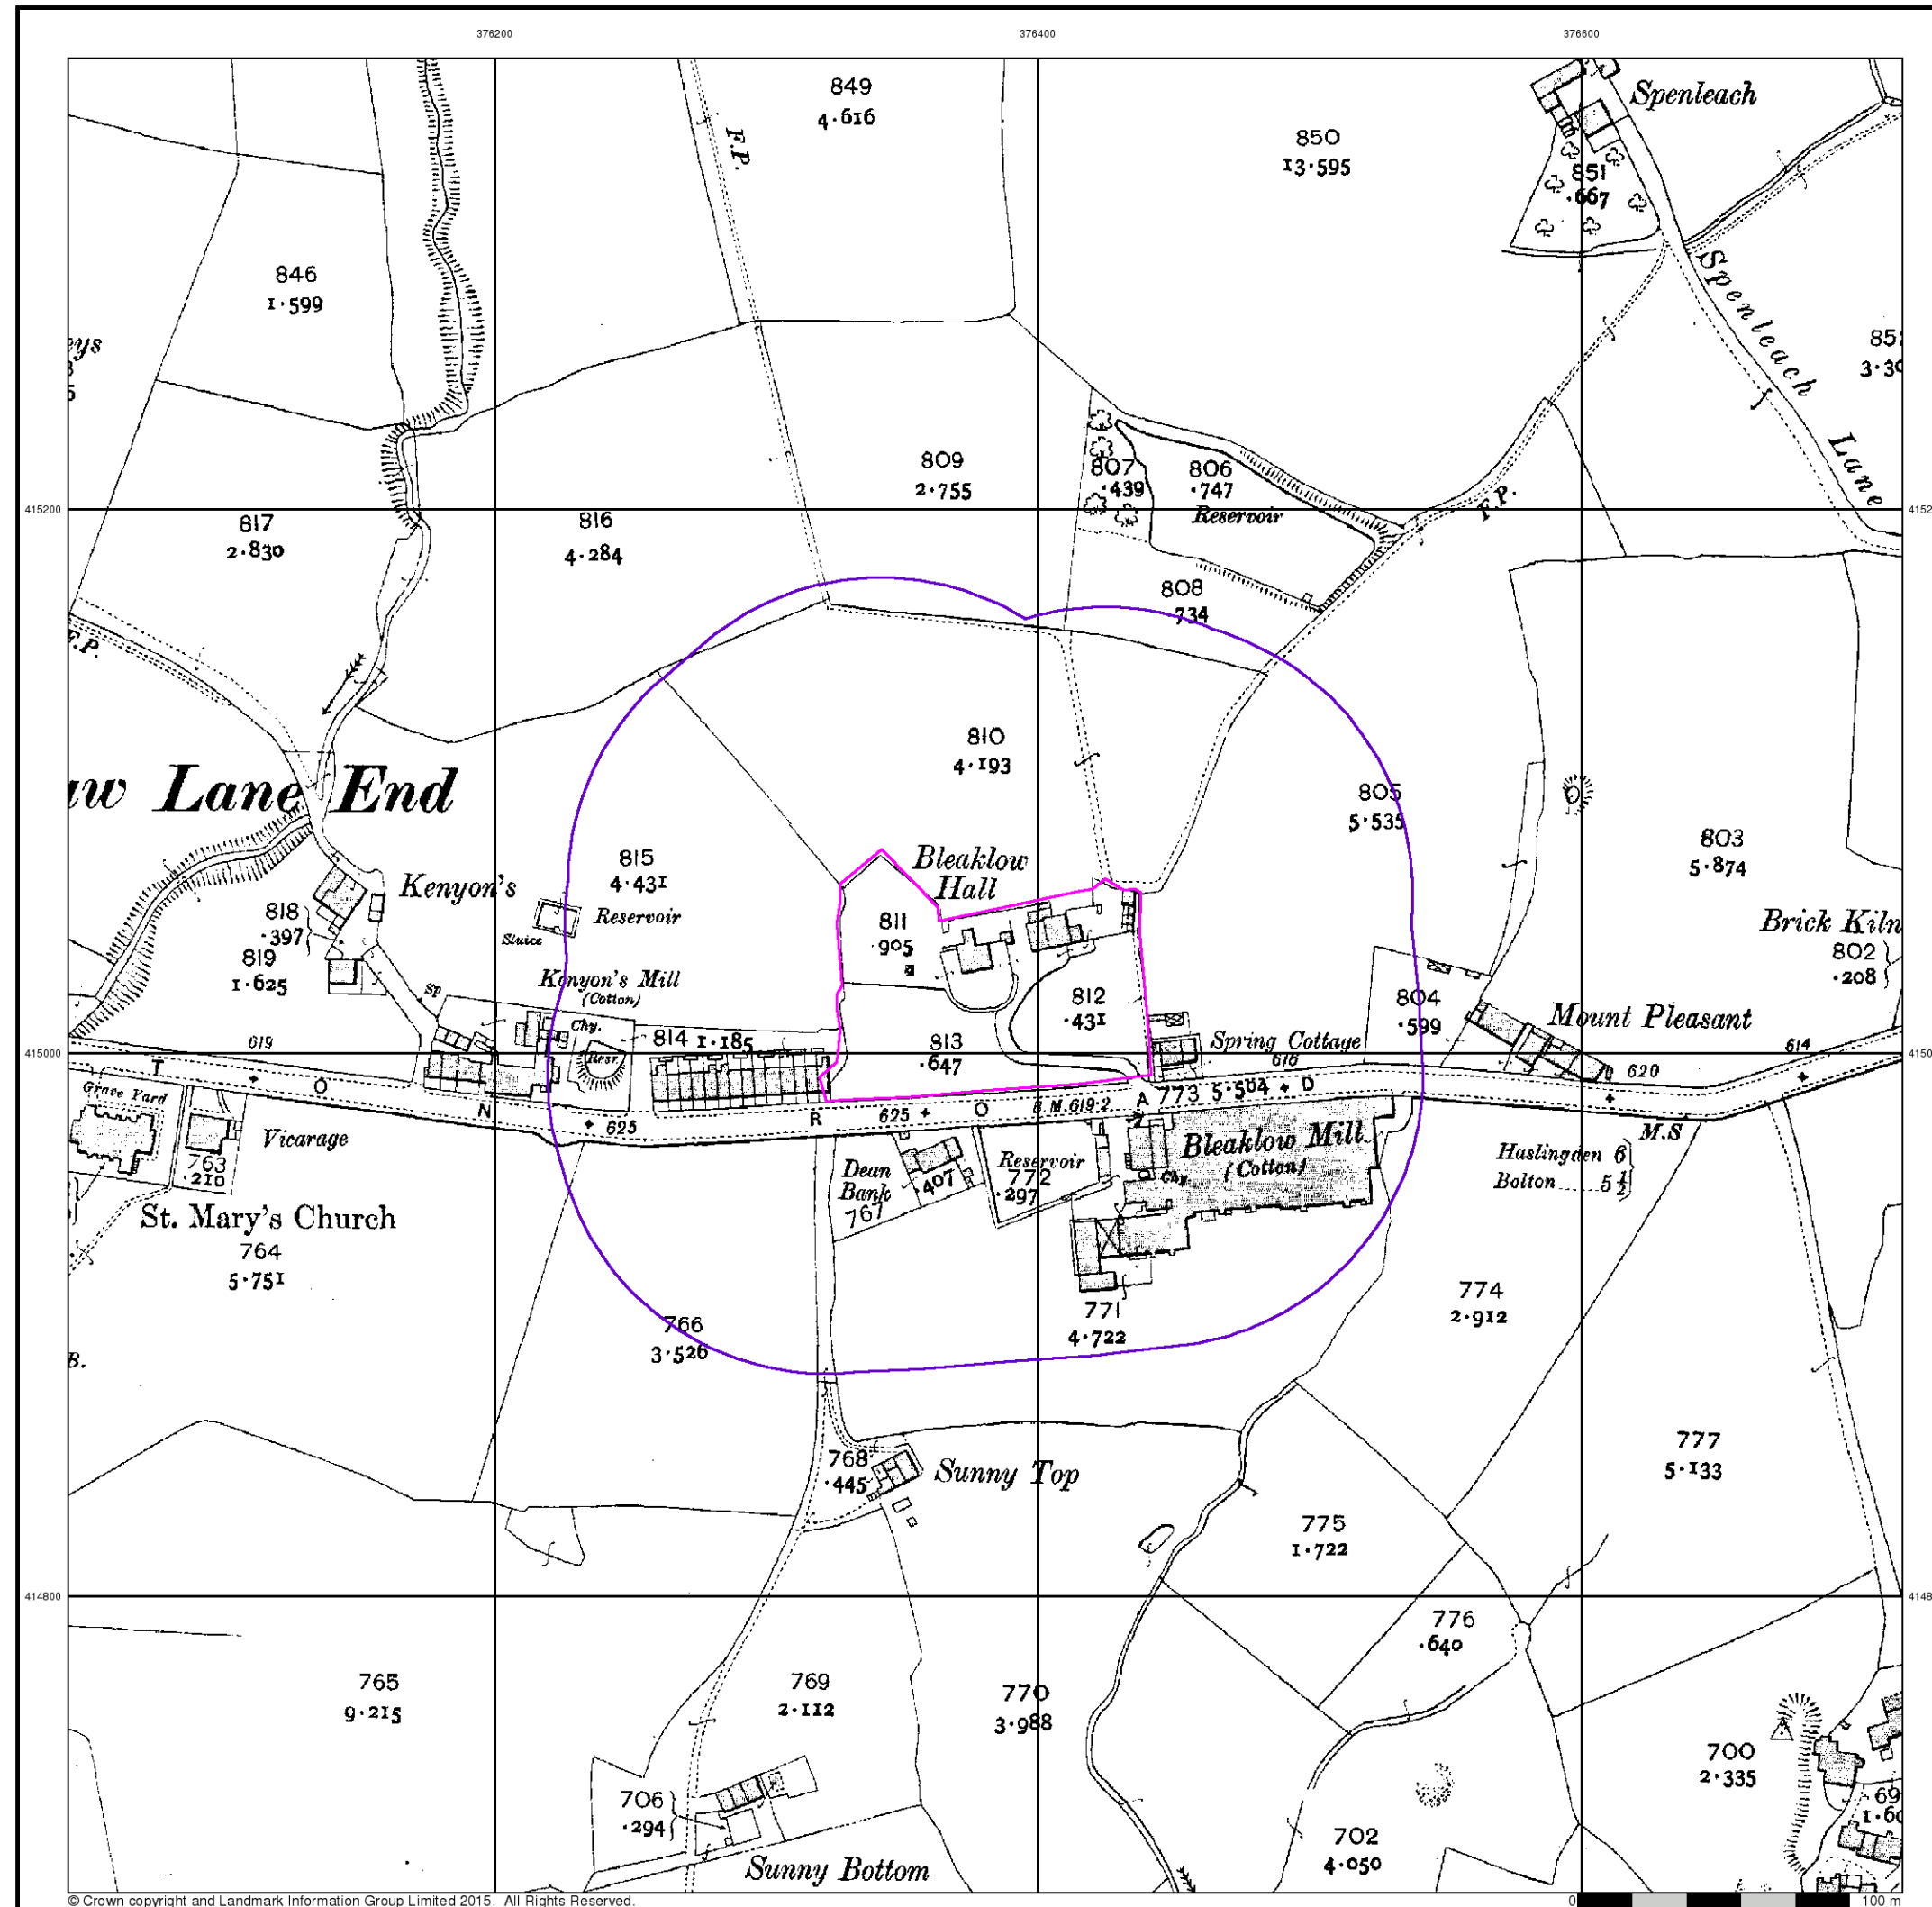 376200
376400
376600
849
4·616
F.P.
850
13·595
Spenleach
851
·667
846
1·599
Spenleach Lane
809
2·755
807
·439
806
·747
Reservoir
F.P.
415200
817
2·830
816
4·284
808
·734
F.P.
810
4·193
805
5·535
803
5·874
Lane End
815
4·431
Reservoir
Sluice
Kenyon's
818
·397
819
1·625
Bleaklow
Hall
811
·905
Brick Kiln
802
·208
Sp
Kenyon's Mill
(Cotton)
Chy.
Resr.
812
·431
804
·599
Mount Pleasant
415000
619
814 1·185
813
·647
Spring Cottage
618
620
614
T O N R O A D
625
625
B.M.619·2
773 5·504
Grave Yard
Vicarage
763
·210
St. Mary's Church
764
5·751
Dean
Bank
767
·407
Reservoir
772
·297
Bleaklow Mill
(Cotton)
Chy.
M.S
Haslingden 6
Bolton 5½
766
3·526
771
4·722
774
2·912
B.
768
·445
Sunny Top
777
5·133
775
1·722
414800
776
·640
765
9·215
769
2·112
770
3·988
700
2·335
706
·294
702
4·050
Sunny Bottom
© Crown copyright and Landmark Information Group Limited 2015. All Rights Reserved.
0 100 m